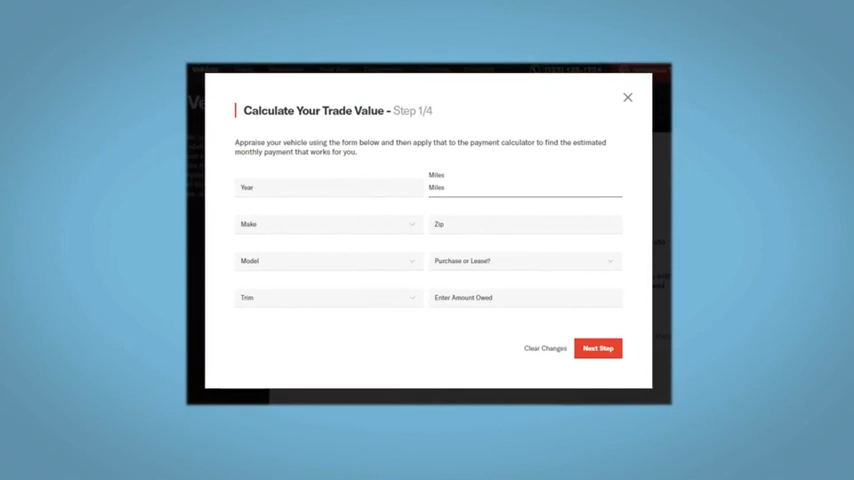 Calculate Your Trade Value - Step 1/4
Appraise your vehicle using the form below and then apply that to the payment calculator to find the estimated
monthly payment that works for you.
Miles
Year
Miles
Make
Zip
Model
Purchase or Lease?
Trim
Enter Amount Owed
Clear Changes
Next Step